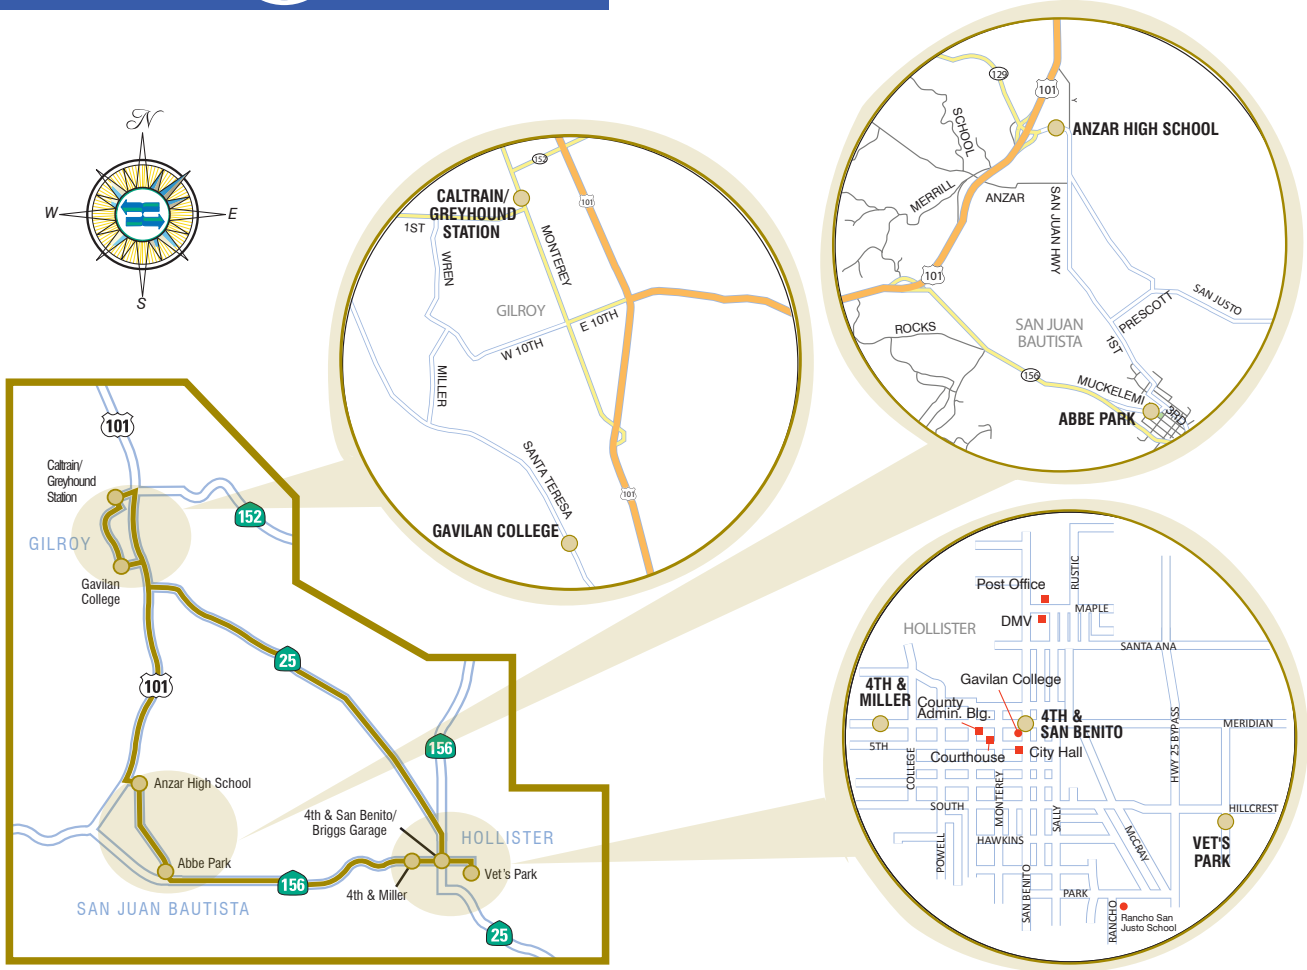 N
W
E
S
152
CALTRAIN/
GREYHOUND
STATION
1ST
WREN
MONTEREY
101
GILROY
E 10TH
W 10TH
MILLER
SANTA TERESA
101
GAVILAN COLLEGE
129
101
Y
SCHOOL
ANZAR HIGH SCHOOL
MERRILL
ANZAR
SAN JUAN HWY
101
SAN JUSTO
PRESCOTT
ROCKS
SAN JUAN
BAUTISTA
1ST
156
MUCKELEMI
3RD
ABBE PARK
101
Caltrain/
Greyhound
Station
152
GILROY
Gavilan
College
25
101
156
Anzar High School
4th & San Benito/
Briggs Garage
HOLLISTER
Abbe Park
156
4th & Miller
Vet's Park
SAN JUAN BAUTISTA
25
RUSTIC
Post Office
MAPLE
DMV
HOLLISTER
SANTA ANA
Gavilan College
4TH &
MILLER
County
Admin. Blg.
4TH &
SAN BENITO
MERIDIAN
HWY 25 BYPASS
5TH
Courthouse
City Hall
COLLEGE
MONTEREY
SOUTH
SALLY
HILLCREST
POWELL
HAWKINS
McCRAY
VET'S
PARK
SAN BENITO
PARK
RANCHO
Rancho San
Justo School